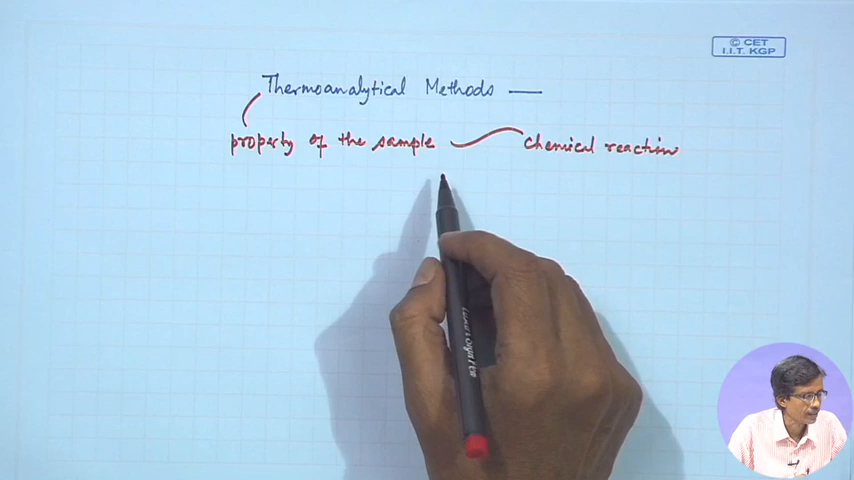 © CET
I.I.T. KGP
Thermoanalytical Methods —
property of the sample chemical reaction